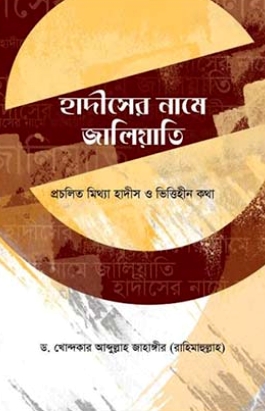 হাদীসের নামে
জালিয়াতি
প্রচলিত মিথ্যা হাদীস ও ভিত্তিহীন কথা
নামে জালিয়াতি
হাদীসের নামে
ড. খোন্দকার আব্দুল্লাহ জাহাঙ্গীর (রাহিমাহুল্লাহ)